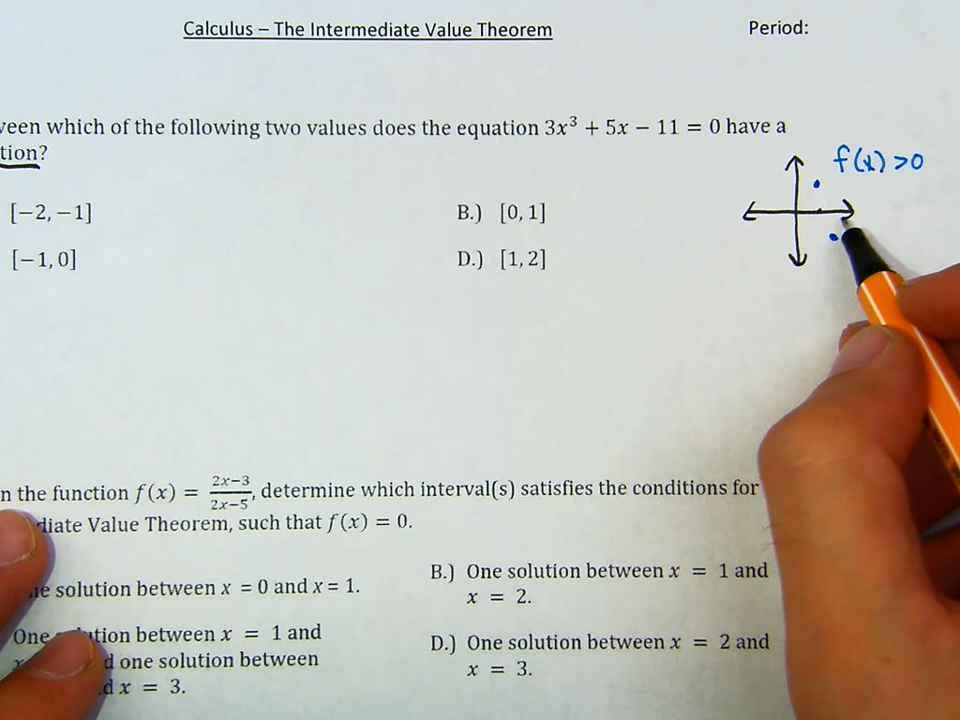 Calculus – The Intermediate Value Theorem Period:
which of the following two values does the equation 3x³ + 5x − 11 = 0 have a
tion?
f(x) >0
[−2, −1] B.) [0, 1]
[−1, 0] D.) [1, 2]
n the function f(x) = (2x−3)/(2x−5), determine which interval(s) satisfies the conditions for
diate Value Theorem, such that f(x) = 0.
solution between x = 0 and x = 1.
B.) One solution between x = 1 and
x = 2.
One solution between x = 1 and
one solution between
x = 3.
D.) One solution between x = 2 and
x = 3.